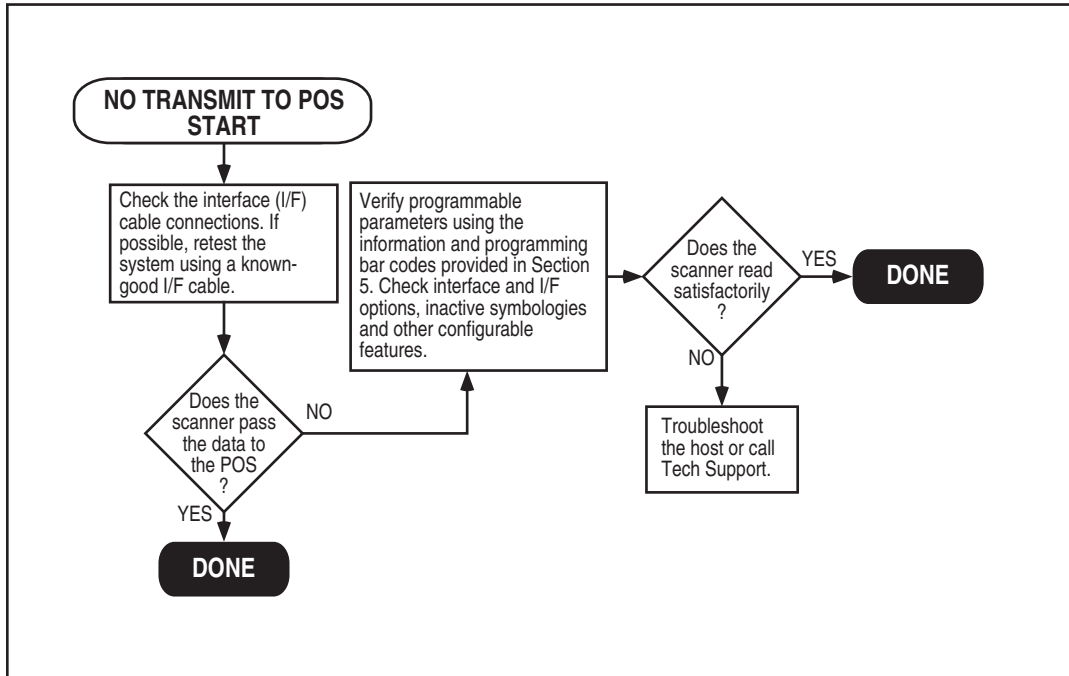 NO TRANSMIT TO POS
START
Check the interface (I/F)
cable connections. If
possible, retest the
system using a known-
good I/F cable.
Does the
scanner pass
the data to
the POS
?
NO
YES
DONE
Verify programmable
parameters using the
information and programming
bar codes provided in Section
5. Check interface and I/F
options, inactive symbologies
and other configurable
features.
Does the
scanner read
satisfactorily
?
YES
DONE
NO
Troubleshoot
the host or call
Tech Support.